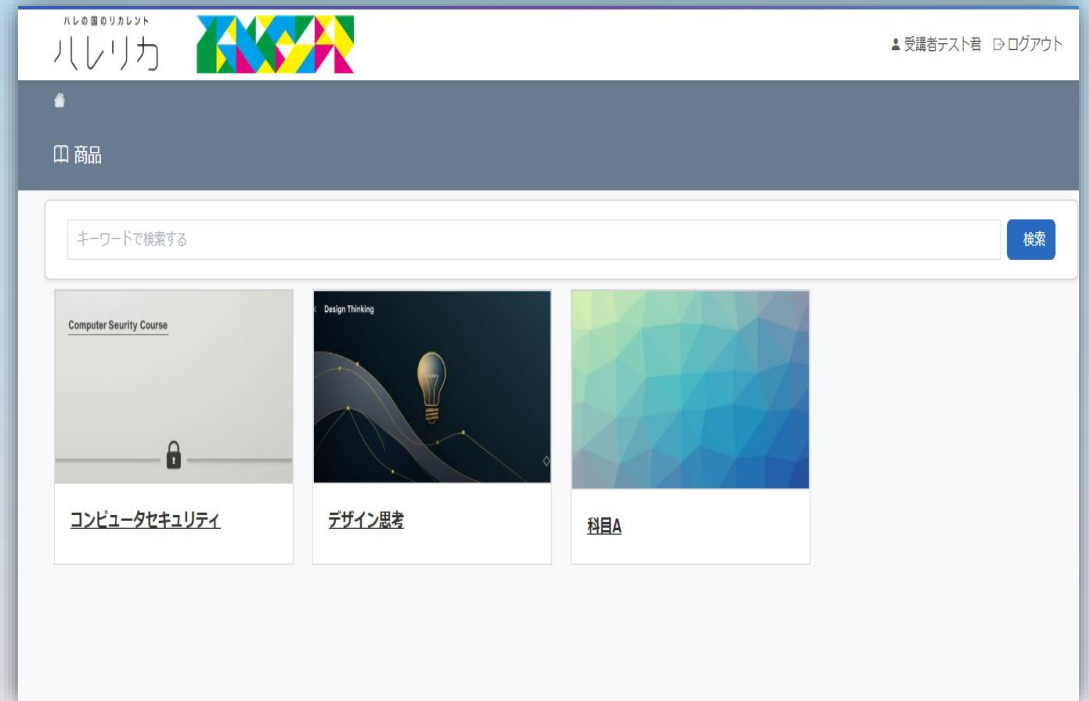 ハレの国のリカレント
ハレリカ
受講者テスト君 ログアウト
商品
キーワードで検索する 検索
Computer Seurity Course
Design Thinking
コンピュータセキュリティ
デザイン思考
科目A